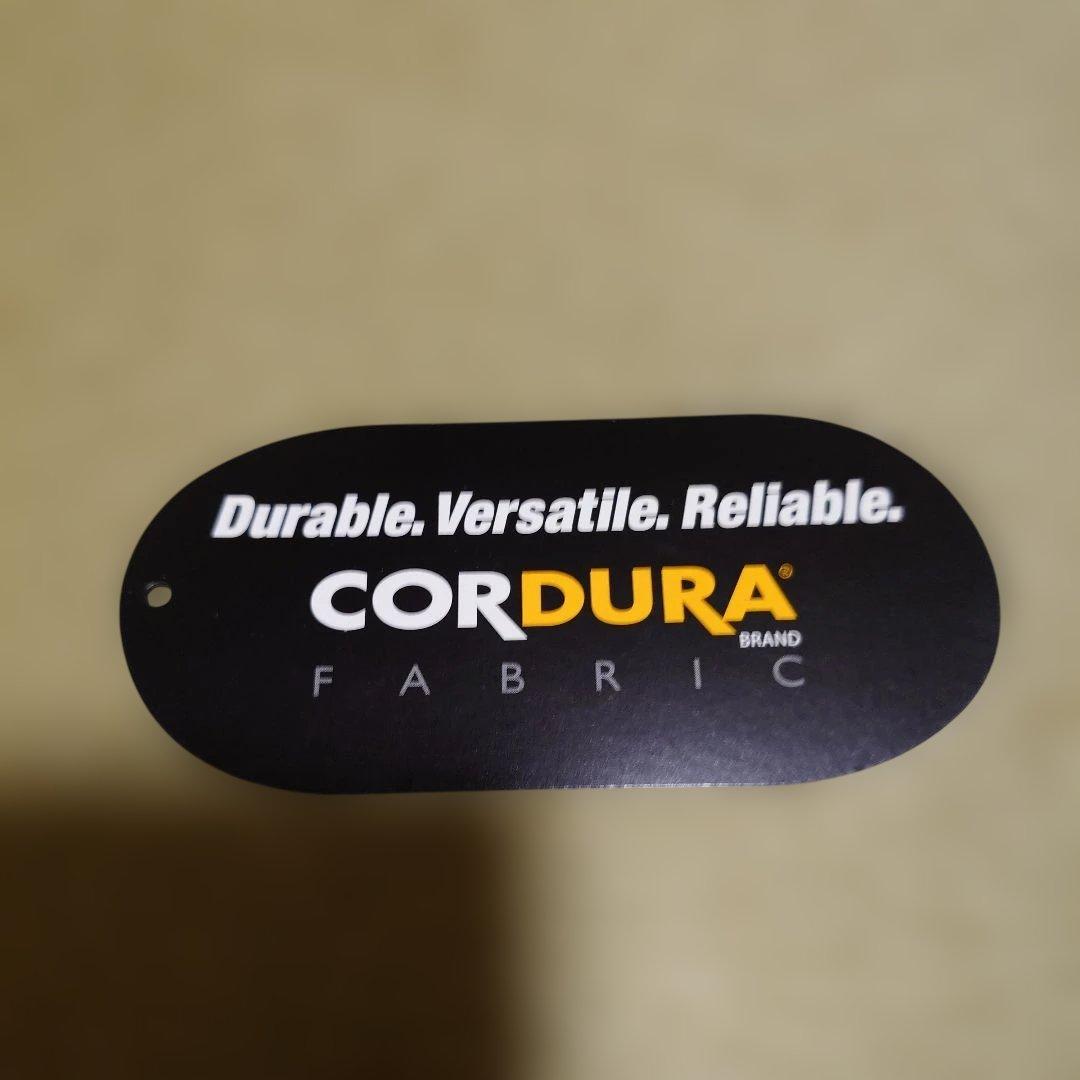 Durable. Versatile. Reliable.
CORDURA®
BRAND
FABRIC